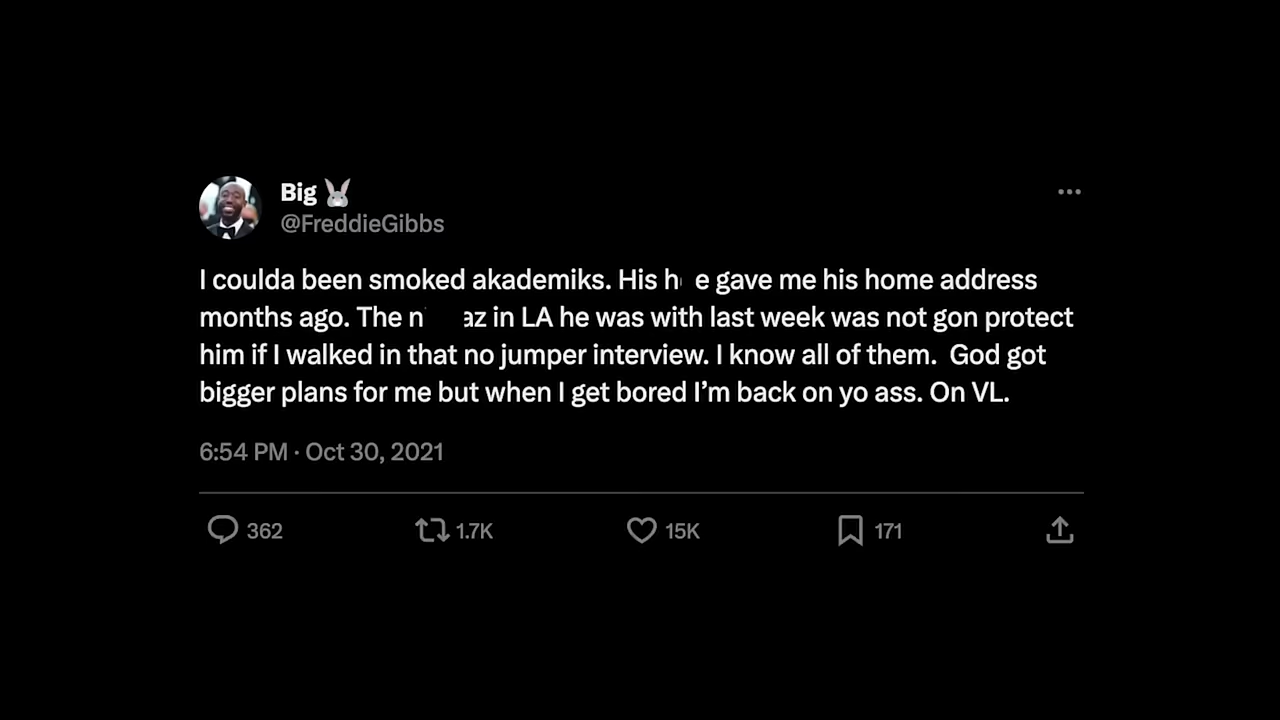 Big 🐰
@FreddieGibbs
I coulda been smoked akademiks. His h e gave me his home address
months ago. The n az in LA he was with last week was not gon protect
him if I walked in that no jumper interview. I know all of them.  God got
bigger plans for me but when I get bored I’m back on yo ass. On VL.
6:54 PM · Oct 30, 2021
362 1.7K 15K 171